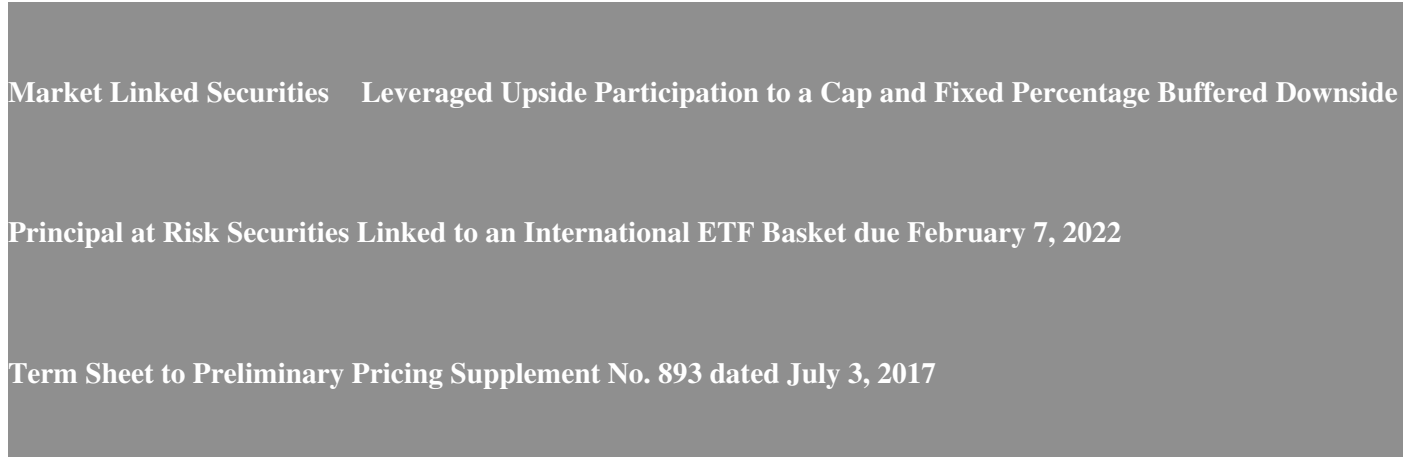 Market Linked Securities    Leveraged Upside Participation to a Cap and Fixed Percentage Buffered Downside
Principal at Risk Securities Linked to an International ETF Basket due February 7, 2022
Term Sheet to Preliminary Pricing Supplement No. 893 dated July 3, 2017